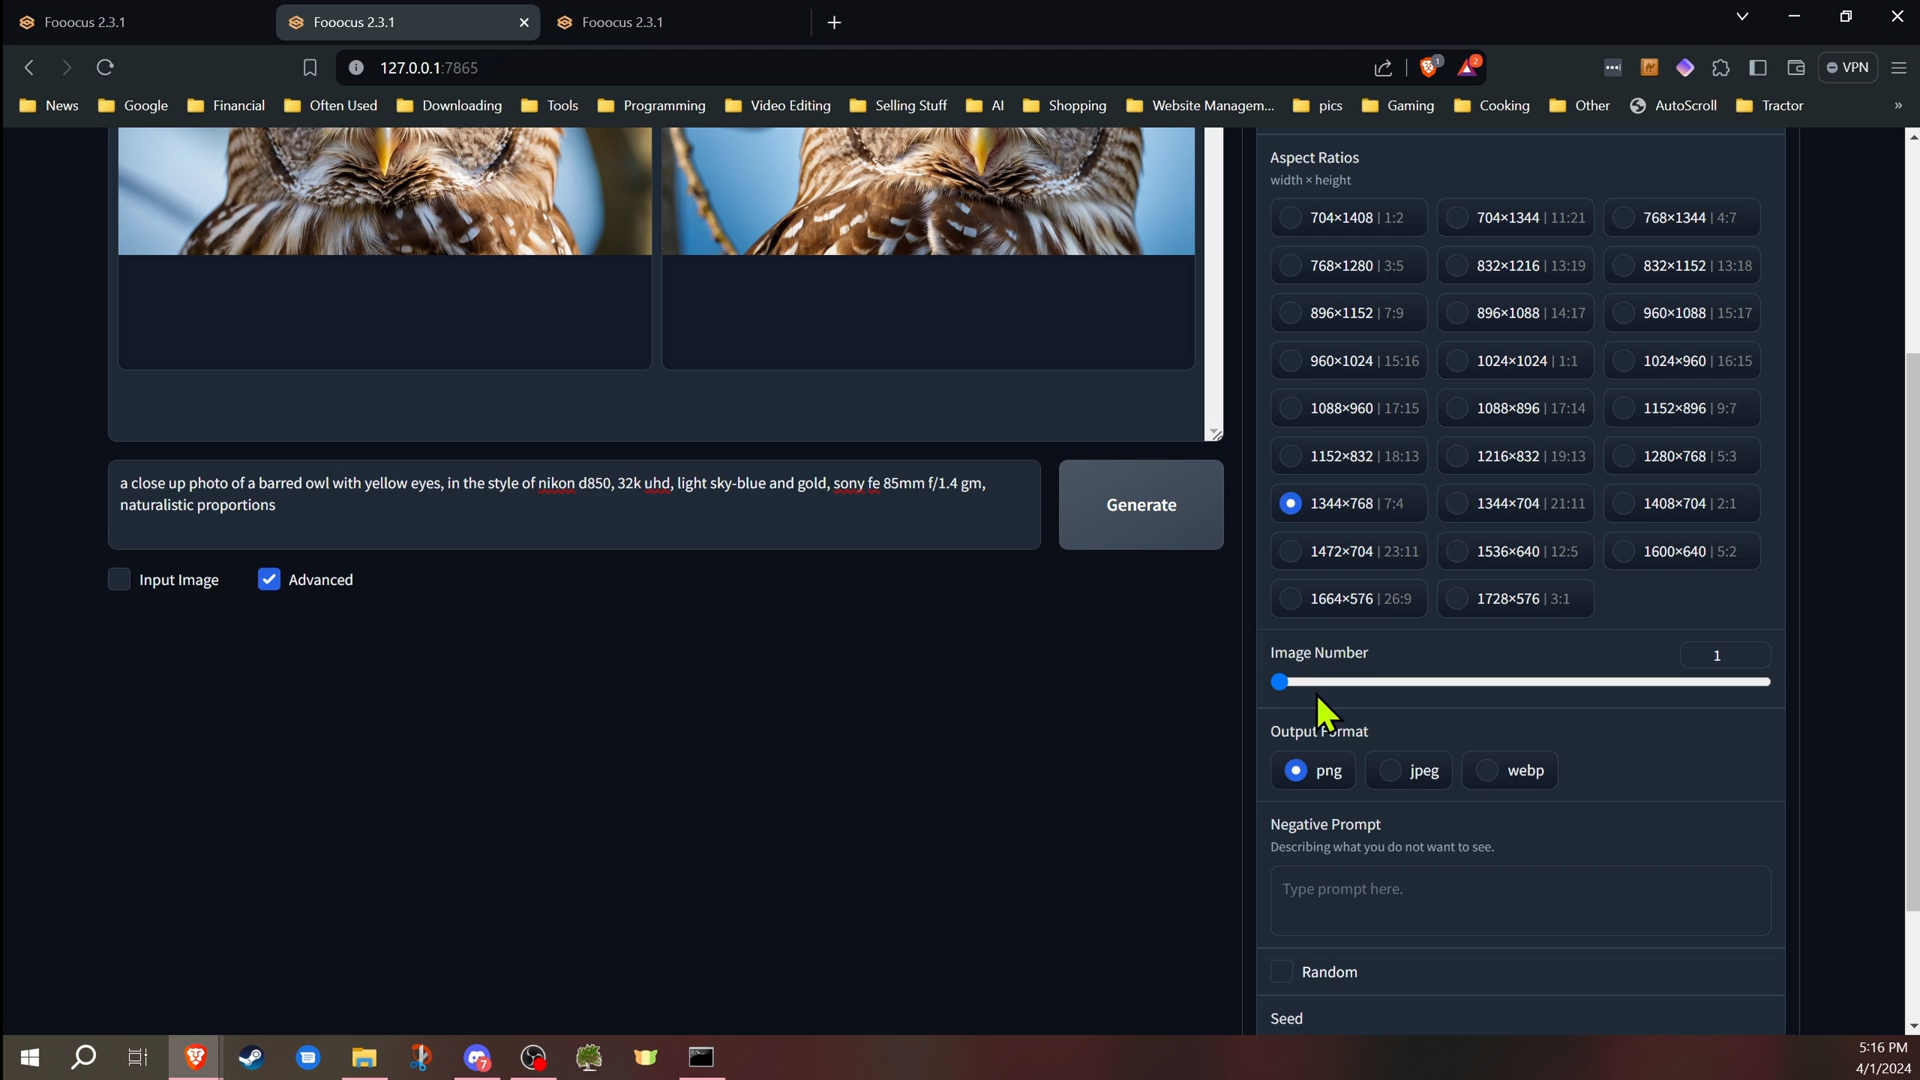 Fooocus 2.3.1
Fooocus 2.3.1
Fooocus 2.3.1
127.0.0.1:7865
1
2
VPN
News
Google
Financial
Often Used
Downloading
Tools
Programming
Video Editing
Selling Stuff
AI
Shopping
Website Managem...
pics
Gaming
Cooking
Other
AutoScroll
Tractor
»
a close up photo of a barred owl with yellow eyes, in the style of nikon d850, 32k uhd, light sky-blue and gold, sony fe 85mm f/1.4 gm,
naturalistic proportions
Generate
Input Image
Advanced
Aspect Ratios
width × height
704×1408 | 1:2
704×1344 | 11:21
768×1344 | 4:7
768×1280 | 3:5
832×1216 | 13:19
832×1152 | 13:18
896×1152 | 7:9
896×1088 | 14:17
960×1088 | 15:17
960×1024 | 15:16
1024×1024 | 1:1
1024×960 | 16:15
1088×960 | 17:15
1088×896 | 17:14
1152×896 | 9:7
1152×832 | 18:13
1216×832 | 19:13
1280×768 | 5:3
1344×768 | 7:4
1344×704 | 21:11
1408×704 | 2:1
1472×704 | 23:11
1536×640 | 12:5
1600×640 | 5:2
1664×576 | 26:9
1728×576 | 3:1
Image Number
1
Output Format
png
jpeg
webp
Negative Prompt
Describing what you do not want to see.
Type prompt here.
Random
Seed
7
5:16 PM
4/1/2024